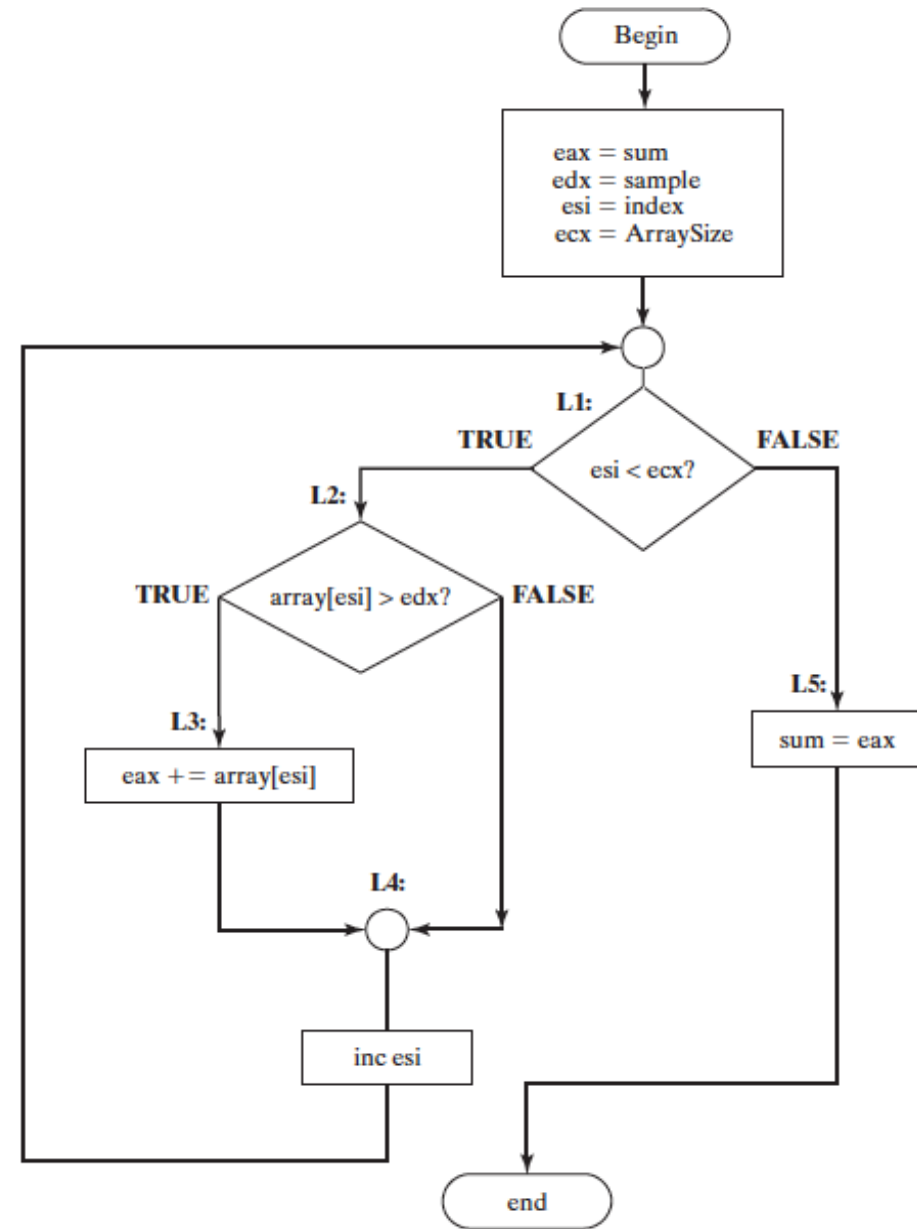 Begin
eax = sum
edx = sample
esi = index
ecx = ArraySize
L1:
TRUE
FALSE
esi < ecx?
L2:
TRUE
array[esi] > edx?
FALSE
L3:
eax += array[esi]
L5:
sum = eax
L4:
inc esi
end